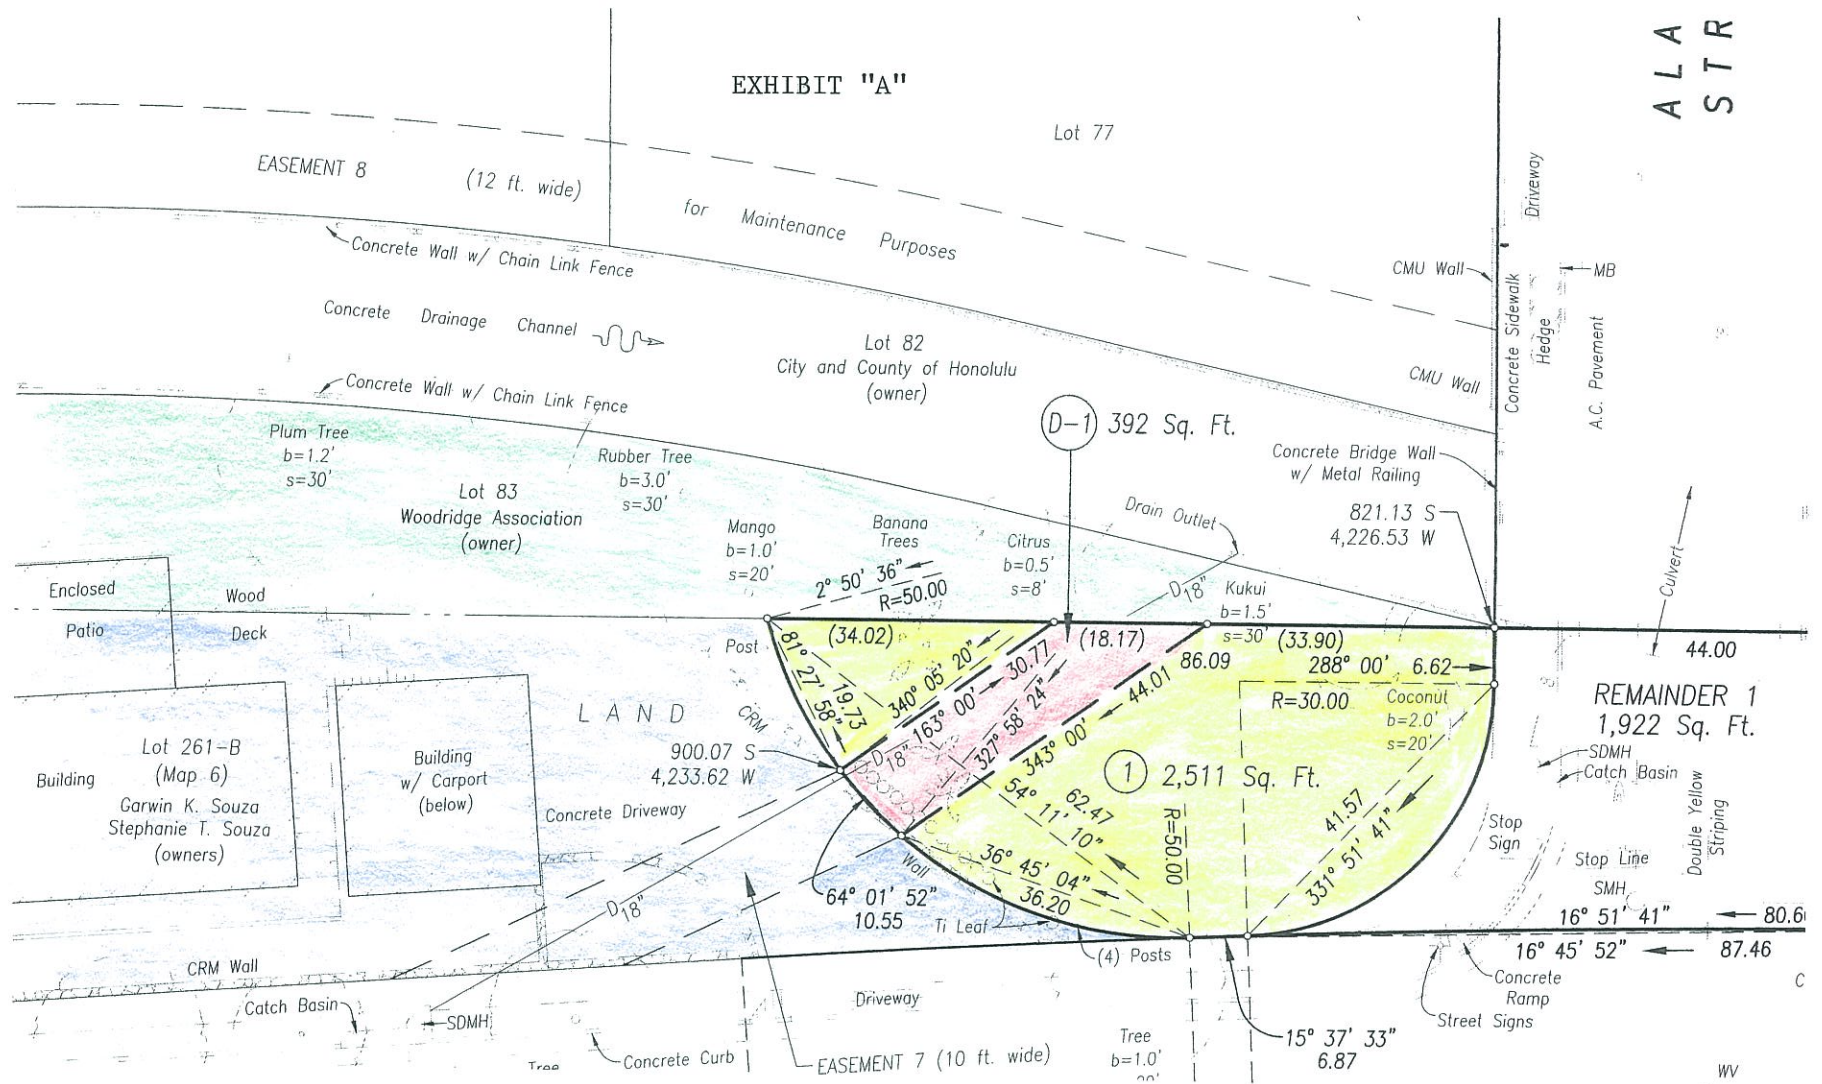 ALA
STR
EXHIBIT "A"
Lot 77
EASEMENT 8 (12 ft. wide)
for Maintenance Purposes
Driveway
Concrete Wall w/ Chain Link Fence
CMU Wall
MB
Concrete Sidewalk
Hedge
A.C. Pavement
Concrete Drainage Channel
Lot 82
City and County of Honolulu
(owner)
CMU Wall
Concrete Wall w/ Chain Link Fence
D-1 392 Sq. Ft.
Plum Tree
b=1.2'
s=30'
Rubber Tree
b=3.0'
s=30'
Lot 83
Woodridge Association
(owner)
Concrete Bridge Wall
w/ Metal Railing
821.13 S
4,226.53 W
Drain Outlet
Mango
b=1.0'
s=20'
Banana
Trees
Citrus
b=0.5'
s=8'
2° 50' 36"
R=50.00
D
18"
Kukui
b=1.5'
s=30'
Culvert
Enclosed
Patio
Wood
Deck
Post
(34.02)
(18.17)
(33.90)
44.00
81° 27' 58"
19.73
340° 05' 20"
163° 00' 30.77
327° 58' 24"
86.09
44.01
343° 00'
288° 00' 6.62
R=30.00
Coconut
b=2.0'
s=20'
REMAINDER 1
1,922 Sq. Ft.
LAND
CRM
Wall
900.07 S
4,233.62 W
D
18"
Lot 261-B
(Map 6)
Garwin K. Souza
Stephanie T. Souza
(owners)
Building
Building
w/ Carport
(below)
Concrete Driveway
1 2,511 Sq. Ft.
62.47
54° 11' 10"
R=50.00
41.57
331° 51' 41"
SDMH
Catch Basin
Double Yellow
Striping
Stop
Sign
Stop Line
SMH
36° 45' 04"
36.20
64° 01' 52"
10.55
Ti Leaf
(4) Posts
D
18"
16° 51' 41" 80.6
16° 45' 52" 87.46
CRM Wall
Catch Basin
SDMH
Driveway
Concrete
Ramp
Street Signs
C
Tree
Concrete Curb
EASEMENT 7 (10 ft. wide)
Tree
b=1.0'
15° 37' 33"
6.87
WV